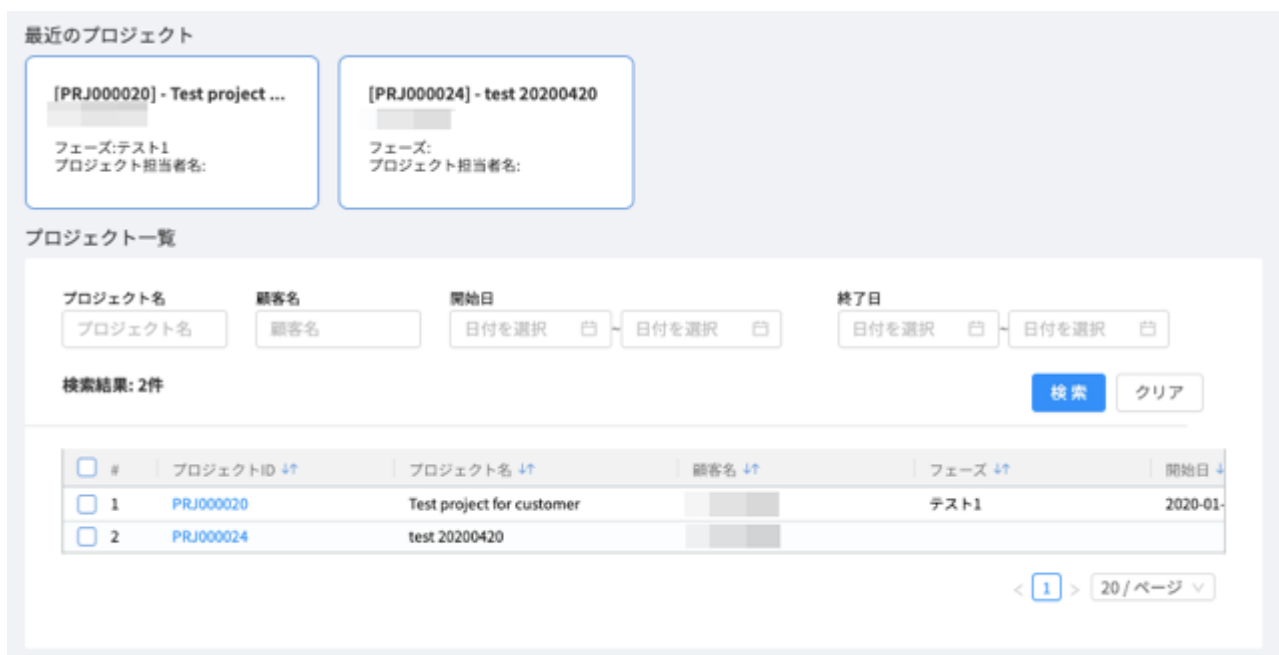 最近のプロジェクト
[PRJ000020] - Test project ...
フェーズ:テスト1
プロジェクト担当者名:
[PRJ000024] - test 20200420
フェーズ:
プロジェクト担当者名:
プロジェクト一覧
プロジェクト名 顧客名 開始日 終了日
プロジェクト名 顧客名 日付を選択 ~ 日付を選択 日付を選択 ~ 日付を選択
検索結果: 2件 検索 クリア
# プロジェクトID ↓↑ プロジェクト名 ↓↑ 顧客名 ↓↑ フェーズ ↓↑ 開始日 ↓
1 PRJ000020 Test project for customer テスト1 2020-01-
2 PRJ000024 test 20200420
< 1 > 20 / ページ